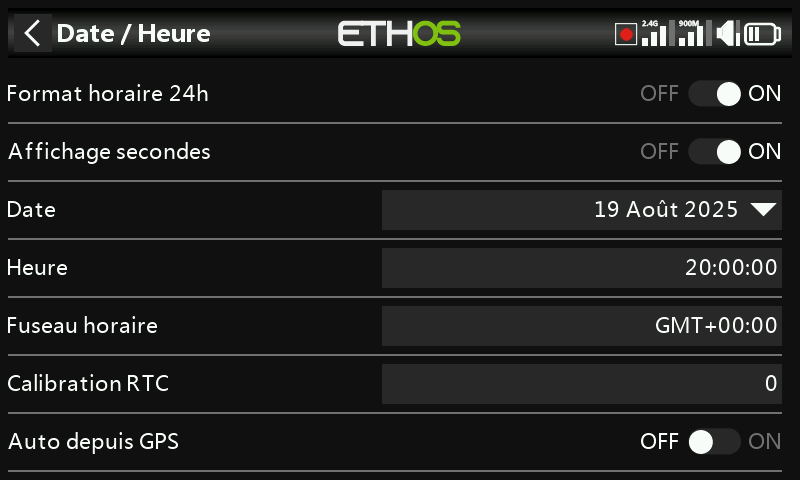 Date / Heure
ETHOS
2.4G
900M
Format horaire 24h
OFF ON
Affichage secondes
OFF ON
Date
19 Août 2025
Heure
20:00:00
Fuseau horaire
GMT+00:00
Calibration RTC
0
Auto depuis GPS
OFF ON